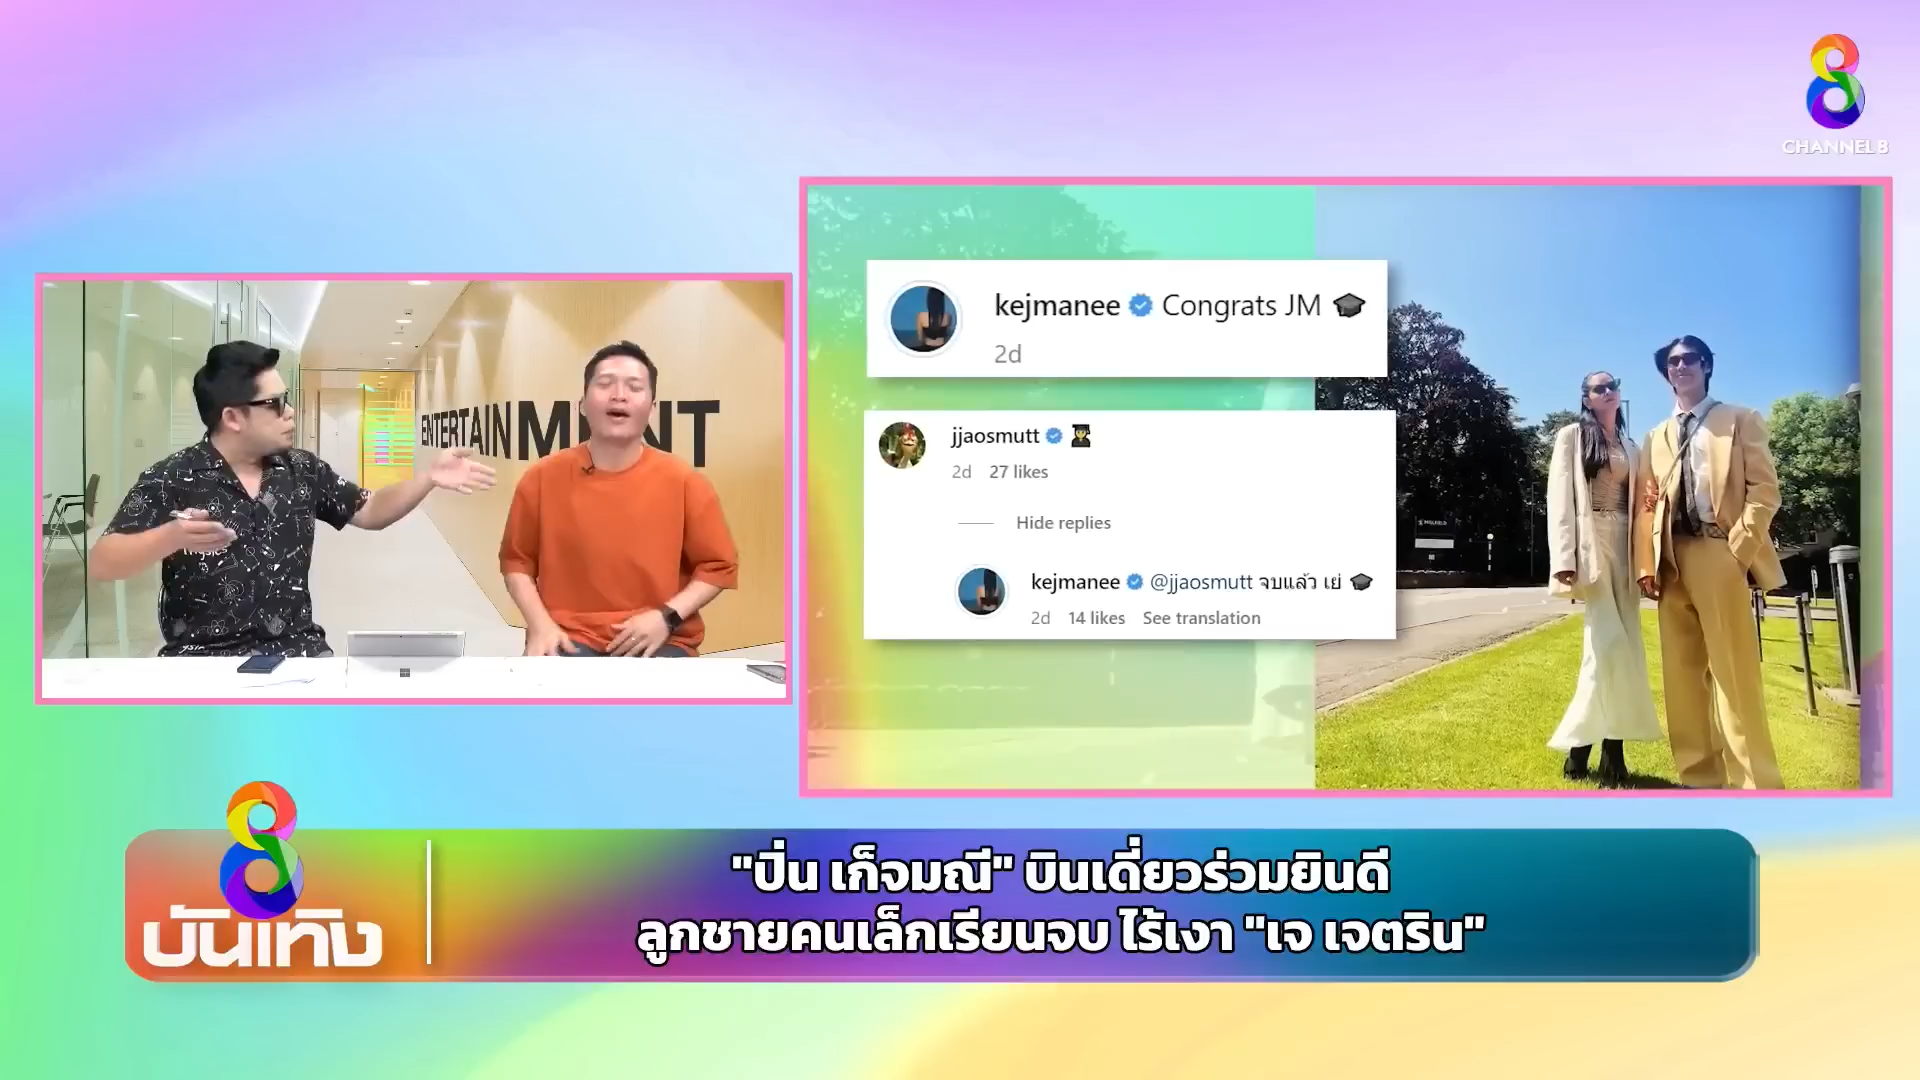 CHANNEL 8
ENTERTAINMENT
Physics
kejmanee Congrats JM 🎓
2d
jjaosmutt 👨‍🎓
2d 27 likes
Hide replies
kejmanee @jjaosmutt จบแล้ว เย่ 🎓
2d 14 likes See translation
MILLFIELD
8
บันเทิง
"ปิ่น เก็จมณี" บินเดี่ยวร่วมยินดี
ลูกชายคนเล็กเรียนจบ ไร้เงา "เจ เจตริน"